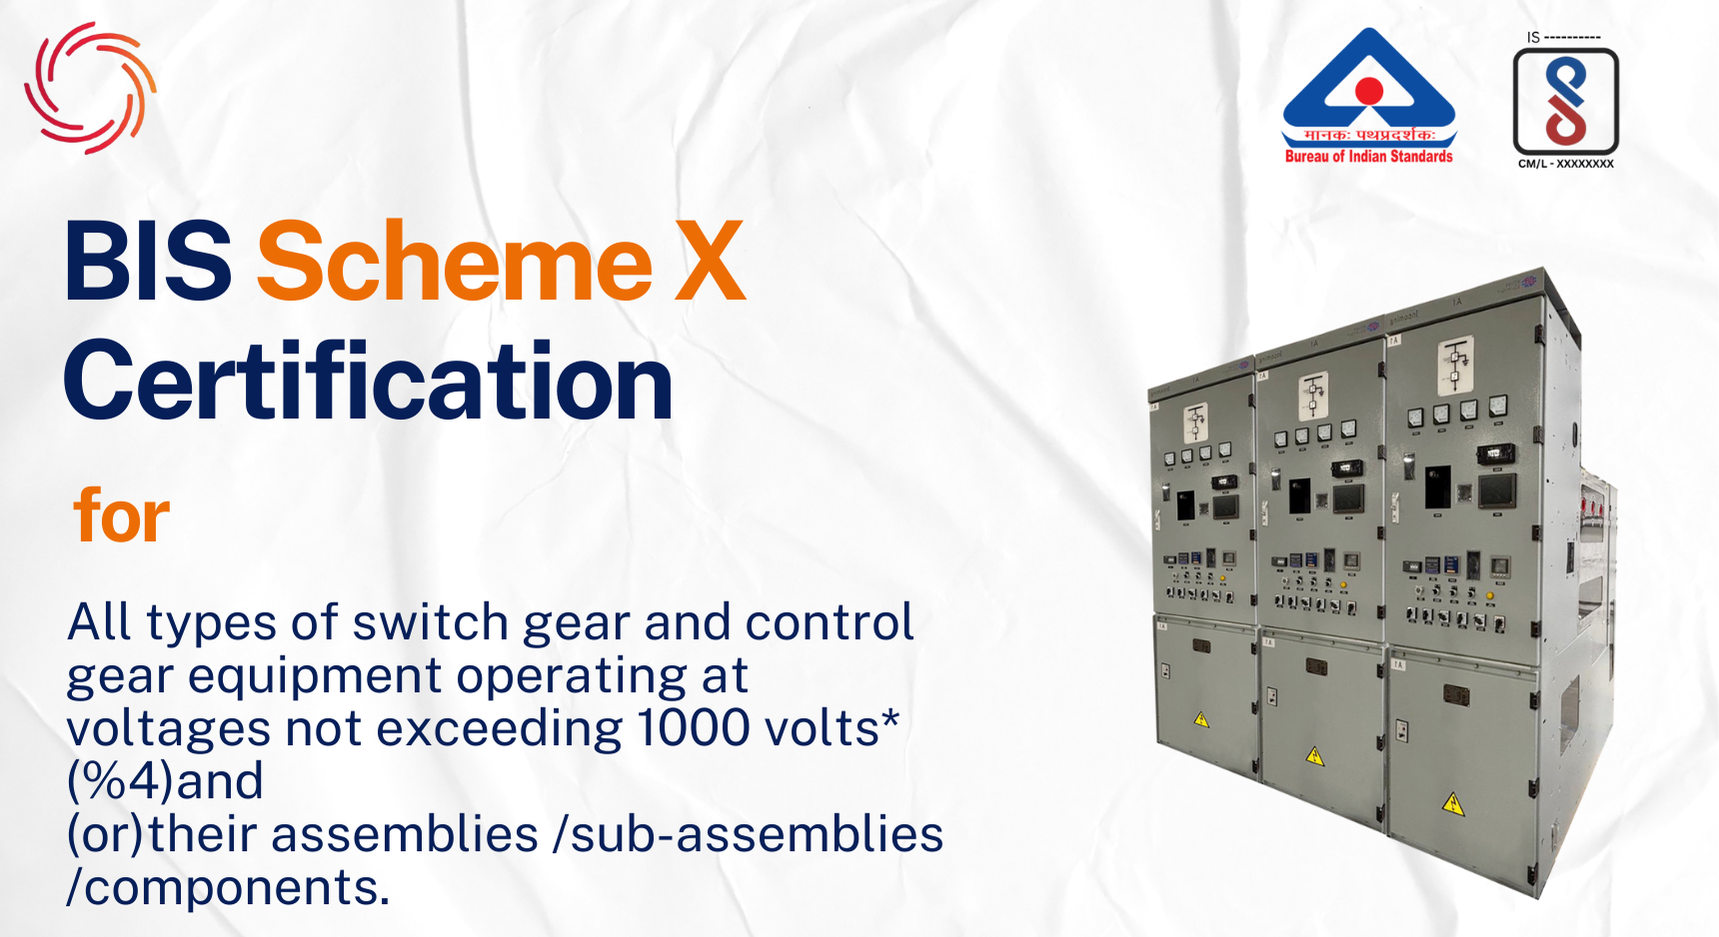 IS ----------
मानकः पथप्रदर्शकः
Bureau of Indian Standards
CM/L - XXXXXXXX
BIS Scheme X
Certification
for
All types of switch gear and control
gear equipment operating at
voltages not exceeding 1000 volts*
(%4)and
(or)their assemblies /sub-assemblies
/components.